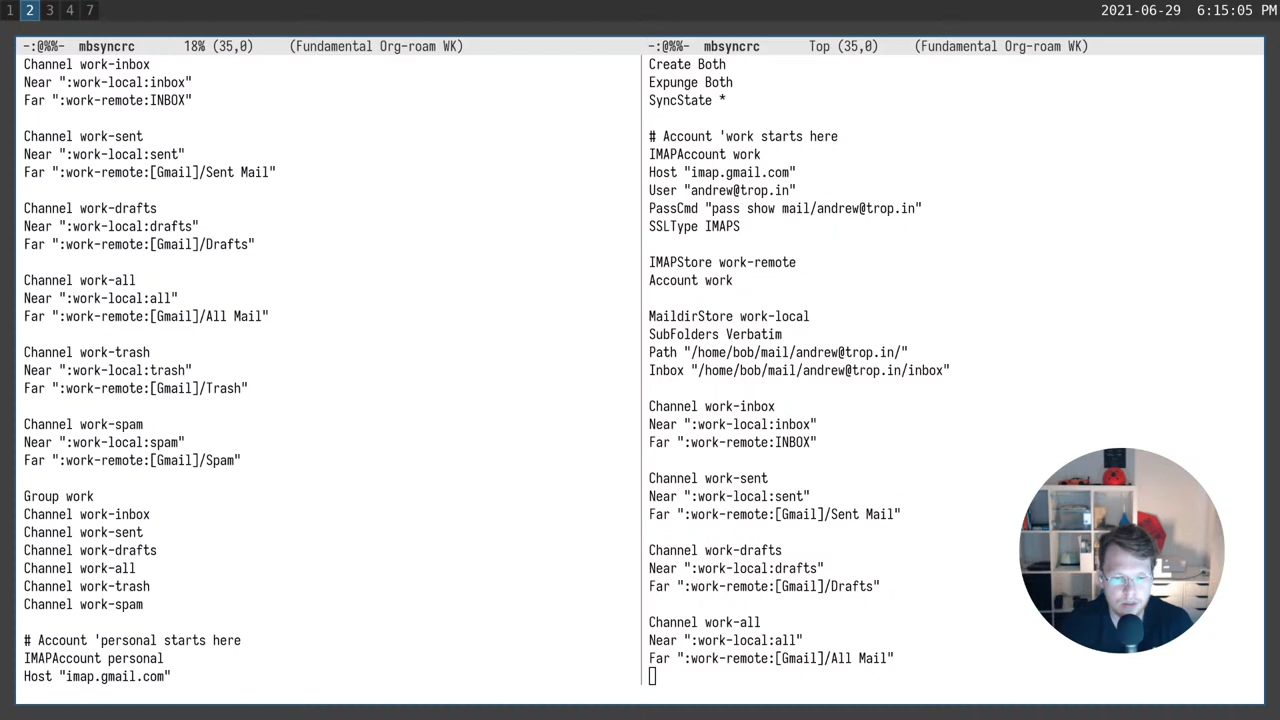 1 2 3 4 7
2021-06-29 6:15:05 PM
-:@%%- mbsyncrc 18% (35,0) (Fundamental Org-roam WK)
Channel work-inbox
Near ":work-local:inbox"
Far ":work-remote:INBOX"
Channel work-sent
Near ":work-local:sent"
Far ":work-remote:[Gmail]/Sent Mail"
Channel work-drafts
Near ":work-local:drafts"
Far ":work-remote:[Gmail]/Drafts"
Channel work-all
Near ":work-local:all"
Far ":work-remote:[Gmail]/All Mail"
Channel work-trash
Near ":work-local:trash"
Far ":work-remote:[Gmail]/Trash"
Channel work-spam
Near ":work-local:spam"
Far ":work-remote:[Gmail]/Spam"
Group work
Channel work-inbox
Channel work-sent
Channel work-drafts
Channel work-all
Channel work-trash
Channel work-spam
# Account 'personal starts here
IMAPAccount personal
Host "imap.gmail.com"
-:@%%- mbsyncrc Top (35,0) (Fundamental Org-roam WK)
Create Both
Expunge Both
SyncState *
# Account 'work starts here
IMAPAccount work
Host "imap.gmail.com"
User "andrew@trop.in"
PassCmd "pass show mail/andrew@trop.in"
SSLType IMAPS
IMAPStore work-remote
Account work
MaildirStore work-local
SubFolders Verbatim
Path "/home/bob/mail/andrew@trop.in/"
Inbox "/home/bob/mail/andrew@trop.in/inbox"
Channel work-inbox
Near ":work-local:inbox"
Far ":work-remote:INBOX"
Channel work-sent
Near ":work-local:sent"
Far ":work-remote:[Gmail]/Sent Mail"
Channel work-drafts
Near ":work-local:drafts"
Far ":work-remote:[Gmail]/Drafts"
Channel work-all
Near ":work-local:all"
Far ":work-remote:[Gmail]/All Mail"